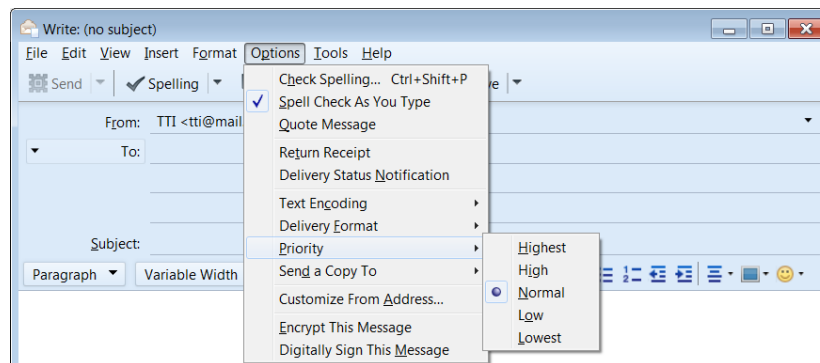 Write: (no subject)
File Edit View Insert Format Options Tools Help
Send Spelling
Check Spelling... Ctrl+Shift+P
Spell Check As You Type
Quote Message
Return Receipt
Delivery Status Notification
Text Encoding
Delivery Format
Priority
Send a Copy To
Customize From Address...
Encrypt This Message
Digitally Sign This Message
Highest
High
Normal
Low
Lowest
From: TTI <tti@mail
To:
Subject:
Paragraph Variable Width